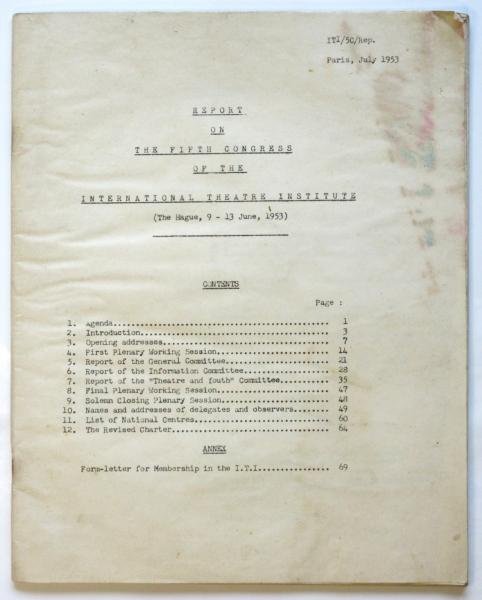 ITI/5C/Rep.
Paris, July 1953
REPORT
ON
THE FIFTH CONGRESS
OF THE
INTERNATIONAL THEATRE INSTITUTE
(The Hague, 9 - 13 June, 1953)
CONTENTS
Page :
1. Agenda.................................................... 1
2. Introduction.............................................. 3
3. Opening addresses......................................... 7
4. First Plenary Working Session............................. 14
5. Report of the General Committee........................... 21
6. Report of the Information Committee....................... 28
7. Report of the "Theatre and Youth" Committee............... 35
8. Final Plenary Working Session............................. 47
9. Solemn Closing Plenary Session............................ 48
10. Names and addresses of delegates and observers........... 49
11. List of National Centres................................. 60
12. The Revised Charter...................................... 64
ANNEX
Form-letter for Membership in the I.T.I................. 69